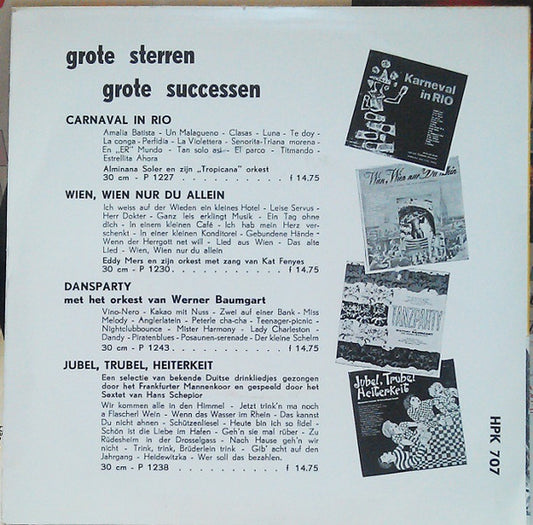 grote sterren
grote successen
CARNAVAL IN RIO
Amalia Batista - Un Malagueno - Clasas - Luna - Te doy -
La conga - Perfidia - La Violettera - Senorita-Triana morena -
En „ER" Mundo - Tan solo asi - El parco - Titmando -
Estrellita Ahora
Alminana Soler en zijn „Tropicana" orkest
30 cm - P 1227 . . . . . . . . . . f 14.75
WIEN, WIEN NUR DU ALLEIN
Ich weiss auf der Wieden ein kleines Hotel - Leise Servus -
Herr Dokter - Ganz leis erklingt Musik - Ein Tag ohne
dich - In einem kleinen Café - Ich hab mein Herz ver-
schenkt - In einer kleinen Konditorei - Gebundene Hände -
Wenn der Herrgott net will - Lied aus Wien - Das alte
Lied - Wien, Wien nur du allein
Eddy Mers en zijn orkest met zang van Kat Fenyes
30 cm - P 1230. . . . . . . . . . f 14.75
DANSPARTY
met het orkest van Werner Baumgart
Vino-Nero - Kakao mit Nuss - Zwei auf einer Bank - Miss
Melody - Anglerlatein - Peterle cha-cha - Teenager-picnic -
Nightclubbounce - Mister Harmony - Lady Charleston -
Dandy - Piratenblues - Posaunen-serenade - Der kleine Schelm
30 cm - P 1243. . . . . . . . . . f 14.75
JUBEL, TRUBEL, HEITERKEIT
Een selectie van bekende Duitse drinkliedjes gezongen
door het Frankfurter Mannenkoor en gespeeld door het
Sextet van Hans Schepior
Wir kommen alle in den Himmel - Jetzt trink'n ma noch
a Flascherl Wein - Wenn das Wasser im Rhein - Das kannst
Du nicht ahnen - Schützenliesel - Heute bin ich so fidel -
Schön ist die Liebe im Hafen - Geh'n sie mal rüber - Zu
Rüdesheim in der Drosselgass - Nach Hause geh'n wir
nicht - Trink, trink, Brüderlein trink - Gib' acht auf den
Jahrgang - Heidewitzka - Wer soll das bezahlen.
30 cm - P 1238 . . . . . . . . . . f 14.75
Karneval
in RIO
Wien, Wien nur Du allein
TANZPARTY
Jubel, Trubel
Heiterkeit
HPK 707